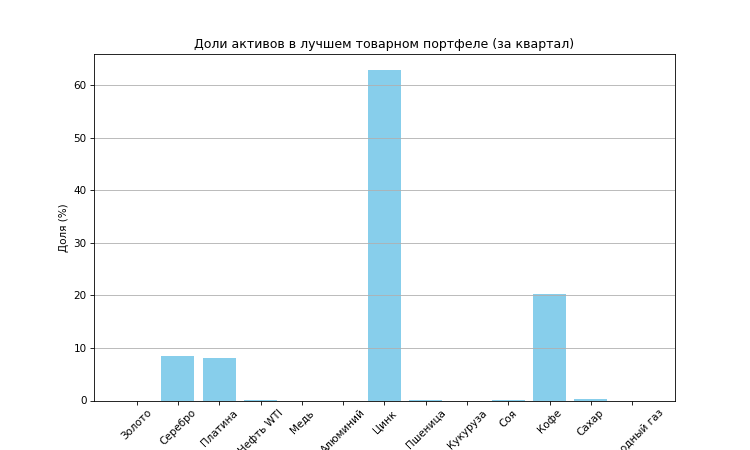 Доли активов в лучшем товарном портфеле (за квартал)
Доля (%)
60
50
40
30
20
10
0
Золото
Серебро
Платина
Нефть WTI
Медь
Алюминий
Цинк
Пшеница
Кукуруза
Соя
Кофе
Сахар
газ